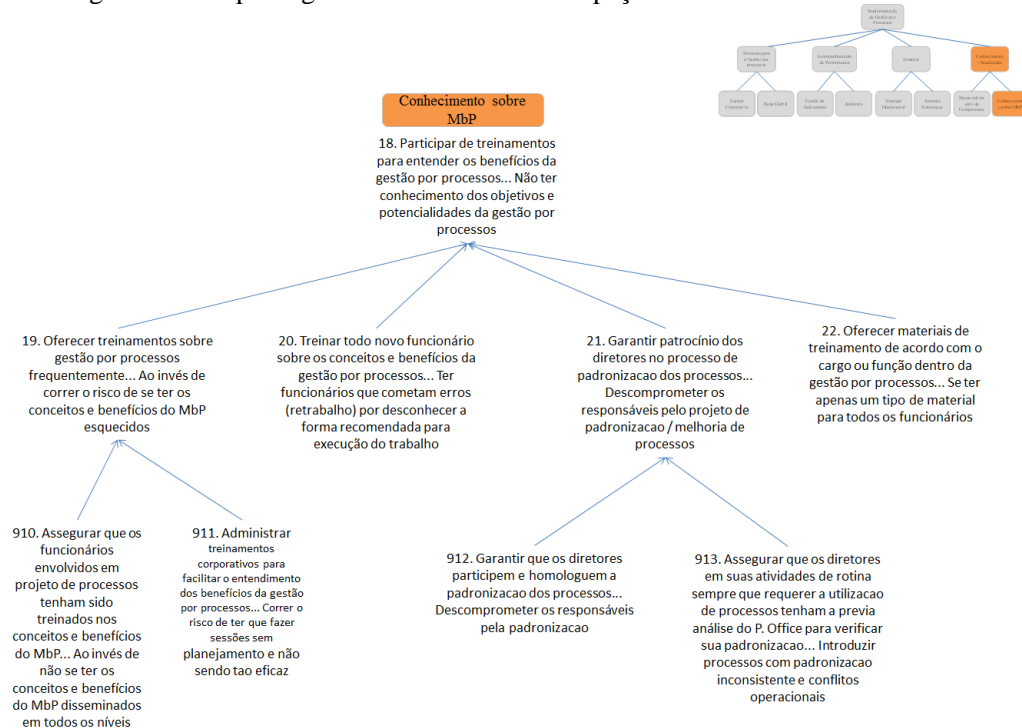 Implementação
da Gestão por
Processos
Conhecimento sobre
MbP
18. Participar de treinamentos
para entender os benefícios da
gestão por processos... Não ter
conhecimento dos objetivos e
potencialidades da gestão por
processos
19. Oferecer treinamentos sobre
gestão por processos
frequentemente... Ao invés de
correr o risco de se ter os
conceitos e benefícios do MbP
esquecidos
20. Treinar todo novo funcionário
sobre os conceitos e benefícios da
gestão por processos... Ter
funcionários que cometam erros
(retrabalho) por desconhecer a
forma recomendada para
execução do trabalho
21. Garantir patrocínio dos
diretores no processo de
padronizacao dos processos...
Descomprometer os
responsáveis pelo projeto de
padronizacao / melhoria de
processos
22. Oferecer materiais de
treinamento de acordo com o
cargo ou função dentro da
gestão por processos... Se ter
apenas um tipo de material
para todos os funcionários
910. Assegurar que os
funcionários
envolvidos em
projeto de processos
tenham sido
treinados nos
conceitos e benefícios
do MbP... Ao invés de
não se ter os
conceitos e benefícios
do MbP disseminados
em todos os níveis
911. Administrar
treinamentos
corporativos para
facilitar o entendimento
dos benefícios da gestão
por processos... Correr o
risco de ter que fazer
sessões sem
planejamento e não
sendo tao eficaz
912. Garantir que os diretores
participem e homologuem a
padronização dos processos...
Descomprometer os responsáveis
pela padronizacao
913. Assegurar que os diretores
em suas atividades de rotina
sempre que requerer a utilizacao
de processos tenham a previa
análise do P. Office para verificar
sua padronizacao... Introduzir
processos com padronizacao
inconsistente e conflitos
operacionais